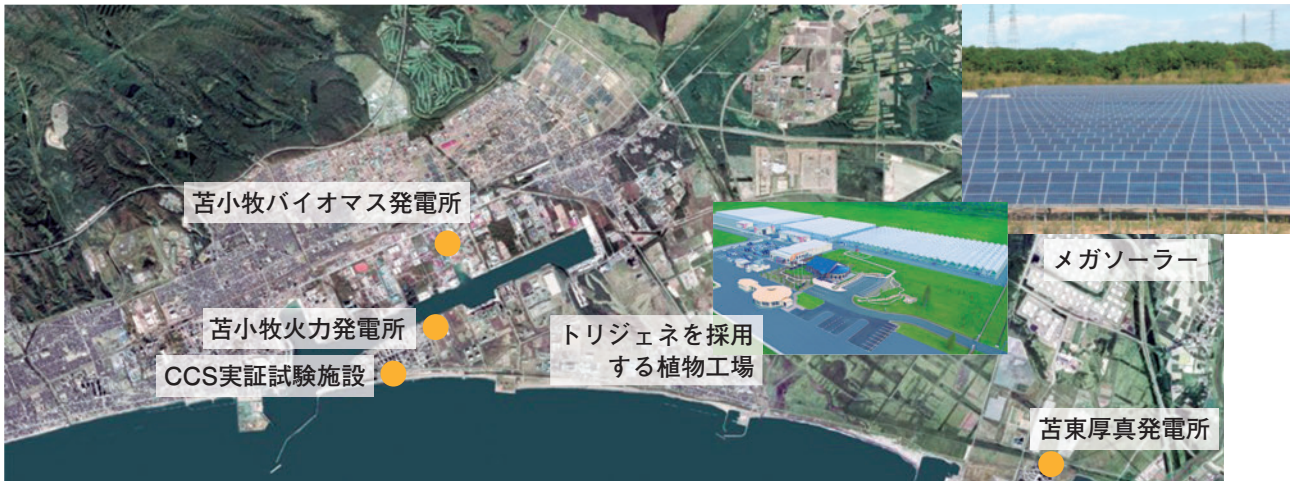 苫小牧バイオマス発電所
メガソーラー
苫小牧火力発電所
トリジェネを採用
する植物工場
CCS実証試験施設
苫東厚真発電所